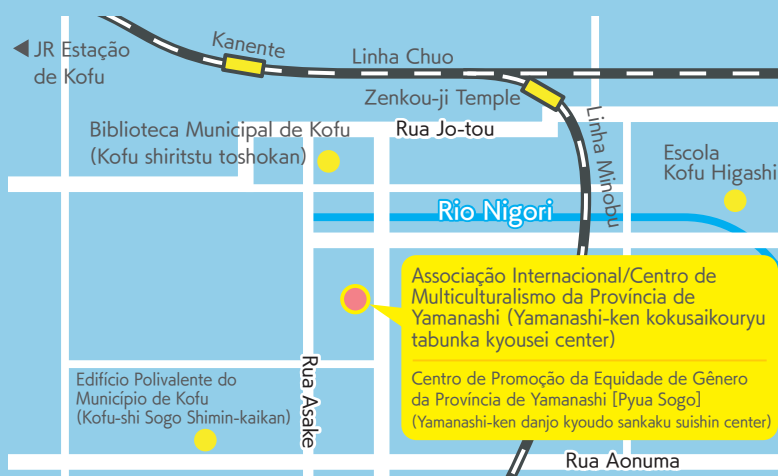 ◀JR Estação
de Kofu
Kanente
Linha Chuo
Zenkou-ji Temple
Linha Minobu
Biblioteca Municipal de Kofu
(Kofu shiritstu toshokan)
Rua Jo-tou
Escola
Kofu Higashi
Rio Nigori
Associação Internacional/Centro de
Multiculturalismo da Província de
Yamanashi (Yamanashi-ken kokusaikouryu
tabunka kyousei center)
Centro de Promoção da Equidade de Gênero
da Província de Yamanashi [Pyua Sogo]
(Yamanashi-ken danjo kyoudo sankaku suishin center)
Edifício Polivalente do
Município de Kofu
(Kofu-shi Sogo Shimin-kaikan)
Rua Asake
Rua Aonuma